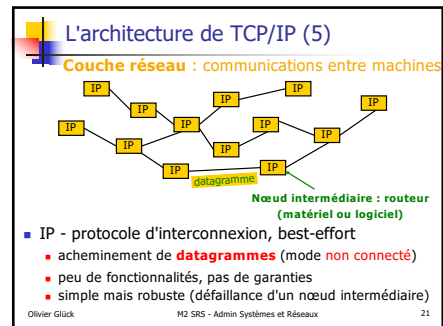 L'architecture de TCP/IP (5)
Couche réseau : communications entre machines
IP
IP
IP
IP
IP
IP
IP
IP
IP
IP
IP
IP
datagramme
Nœud intermédiaire : routeur
(matériel ou logiciel)
IP - protocole d'interconnexion, best-effort
acheminement de datagrammes (mode non connecté)
peu de fonctionnalités, pas de garanties
simple mais robuste (défaillance d'un nœud intermédiaire)
Olivier Glück M2 SRS - Admin Systèmes et Réseaux 21